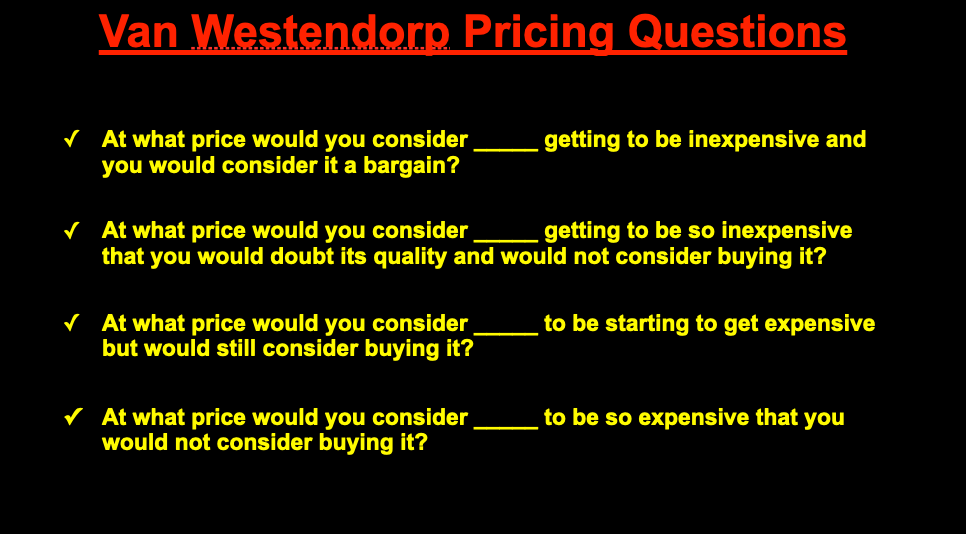 Van Westendorp Pricing Questions
✓ At what price would you consider _____ getting to be inexpensive and
you would consider it a bargain?
✓ At what price would you consider _____ getting to be so inexpensive
that you would doubt its quality and would not consider buying it?
✓ At what price would you consider _____ to be starting to get expensive
but would still consider buying it?
✓ At what price would you consider _____ to be so expensive that you
would not consider buying it?